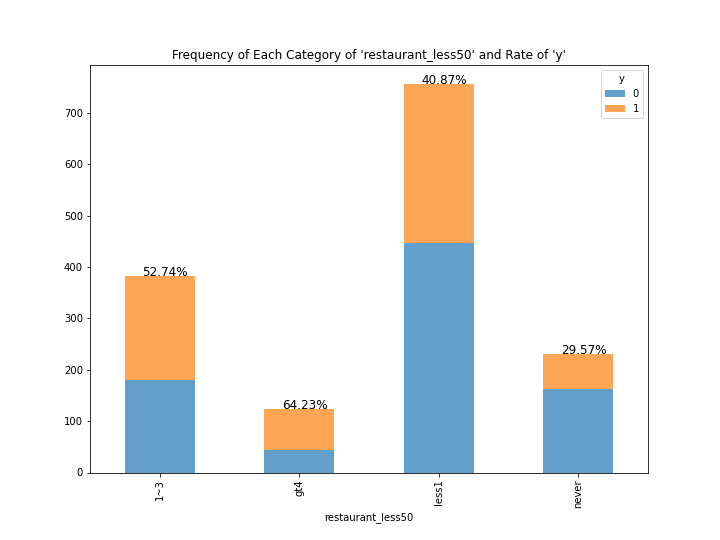 Frequency of Each Category of 'restaurant_less50' and Rate of 'y'
40.87%
y
0
1
700
600
500
400
300
200
100
0
52.74%
64.23%
29.57%
1~3
gt4
less1
never
restaurant_less50